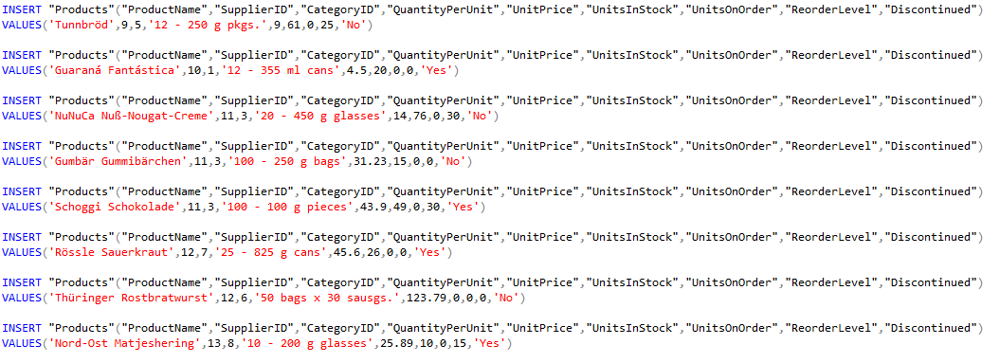 INSERT "Products"("ProductName","SupplierID","CategoryID","QuantityPerUnit","UnitPrice","UnitsInStock","UnitsOnOrder","ReorderLevel","Discontinued")
VALUES('Tunnbröd',9,5,'12 - 250 g pkgs.',9,61,0,25,'No')
INSERT "Products"("ProductName","SupplierID","CategoryID","QuantityPerUnit","UnitPrice","UnitsInStock","UnitsOnOrder","ReorderLevel","Discontinued")
VALUES('Guaraná Fantástica',10,1,'12 - 355 ml cans',4.5,20,0,0,'Yes')
INSERT "Products"("ProductName","SupplierID","CategoryID","QuantityPerUnit","UnitPrice","UnitsInStock","UnitsOnOrder","ReorderLevel","Discontinued")
VALUES('NuNuCa Nuß-Nougat-Creme',11,3,'20 - 450 g glasses',14,76,0,30,'No')
INSERT "Products"("ProductName","SupplierID","CategoryID","QuantityPerUnit","UnitPrice","UnitsInStock","UnitsOnOrder","ReorderLevel","Discontinued")
VALUES('Gumbär Gummibärchen',11,3,'100 - 250 g bags',31.23,15,0,0,'No')
INSERT "Products"("ProductName","SupplierID","CategoryID","QuantityPerUnit","UnitPrice","UnitsInStock","UnitsOnOrder","ReorderLevel","Discontinued")
VALUES('Schoggi Schokolade',11,3,'100 - 100 g pieces',43.9,49,0,30,'Yes')
INSERT "Products"("ProductName","SupplierID","CategoryID","QuantityPerUnit","UnitPrice","UnitsInStock","UnitsOnOrder","ReorderLevel","Discontinued")
VALUES('Rössle Sauerkraut',12,7,'25 - 825 g cans',45.6,26,0,0,'Yes')
INSERT "Products"("ProductName","SupplierID","CategoryID","QuantityPerUnit","UnitPrice","UnitsInStock","UnitsOnOrder","ReorderLevel","Discontinued")
VALUES('Thüringer Rostbratwurst',12,6,'50 bags x 30 sausgs.',123.79,0,0,0,'No')
INSERT "Products"("ProductName","SupplierID","CategoryID","QuantityPerUnit","UnitPrice","UnitsInStock","UnitsOnOrder","ReorderLevel","Discontinued")
VALUES('Nord-Ost Matjeshering',13,8,'10 - 200 g glasses',25.89,10,0,15,'Yes')